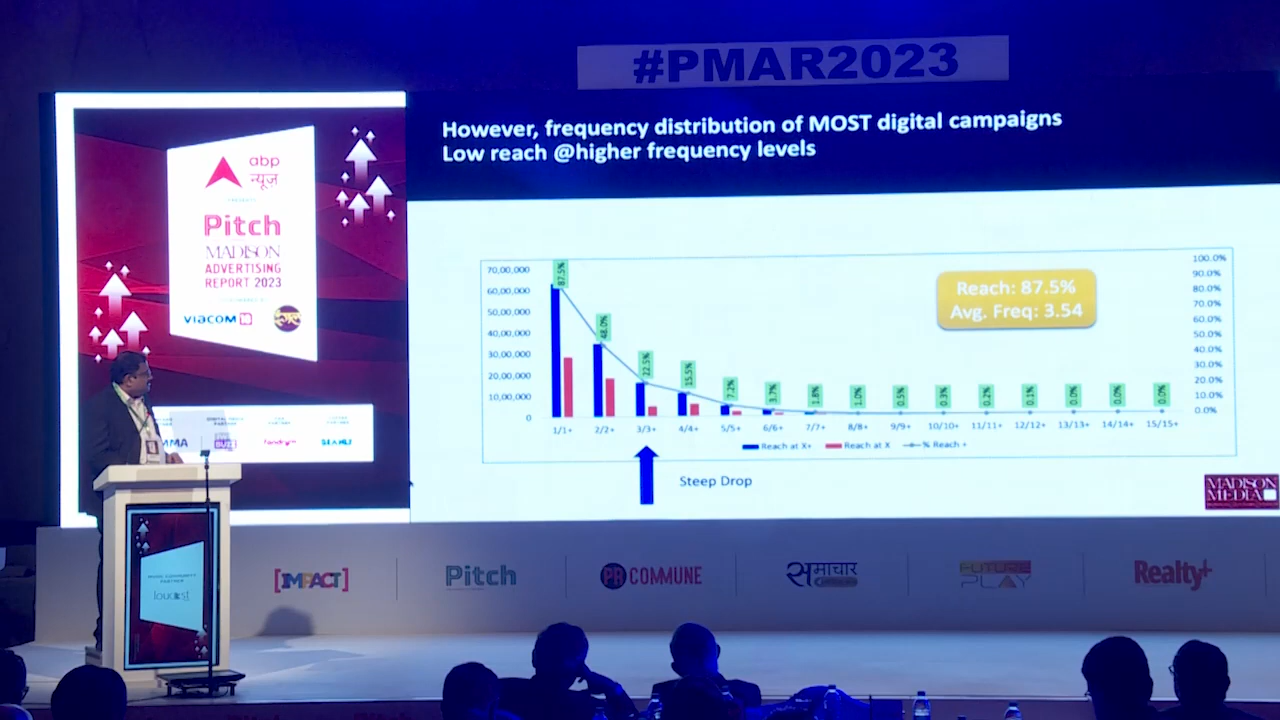 #PMAR2023
However, frequency distribution of MOST digital campaigns
Low reach @higher frequency levels
abp
न्यूज़
PRESENTS
Pitch
MADISON
ADVERTISING
REPORT 2023
VIACOM 18
70,00,000
60,00,000
50,00,000
40,00,000
30,00,000
20,00,000
10,00,000
0
87.5%
48.0%
22.5%
15.5%
7.2%
3.7%
1.8%
1.0%
0.5%
0.3%
0.2%
0.1%
0.0%
0.0%
0.0%
Reach: 87.5%
Avg. Freq: 3.54
100.0%
90.0%
80.0%
70.0%
60.0%
50.0%
40.0%
30.0%
20.0%
10.0%
0.0%
1/1+ 2/2+ 3/3+ 4/4+ 5/5+ 6/6+ 7/7+ 8/8+ 9/9+ 10/10+ 11/11+ 12/12+ 13/13+ 14/14+ 15/15+
Reach at X+ Reach at X % Reach +
Steep Drop
MADISON
MEDIA
PARTNER
MMA
BUZZ
[IMPACT]
Pitch
PR COMMUNE
समाचार
FUTURE
PLAY
Realty+
PARTNER